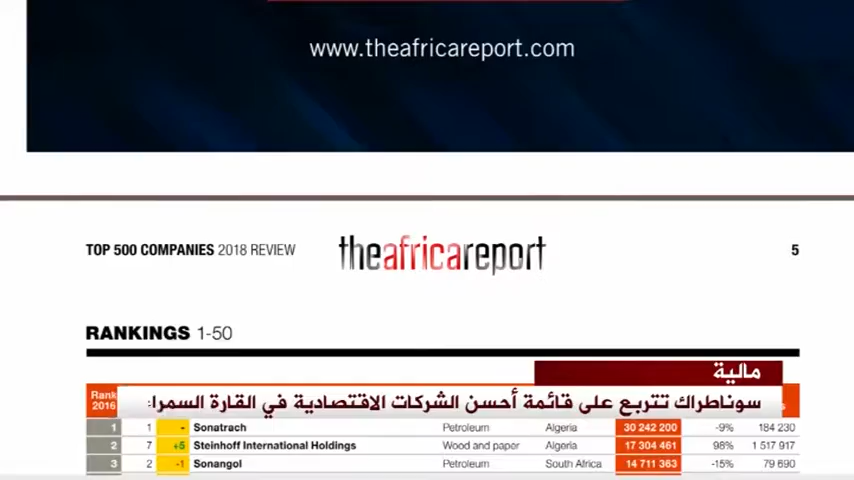 www.theafricareport.com
TOP 500 COMPANIES 2018 REVIEW
theafricareport
5
RANKINGS 1-50
مالية
Rank
2016
سوناطراك تتربع على قائمة أحسن الشركات الاقتصادية في القارة السمرا
1 1 - Sonatrach Petroleum Algeria 30 242 200 -9% 184 230
2 7 +5 Steinhoff International Holdings Wood and paper Algeria 17 304 461 98% 1 517 917
3 2 -1 Sonangol Petroleum South Africa 14 711 363 -15% 79 690